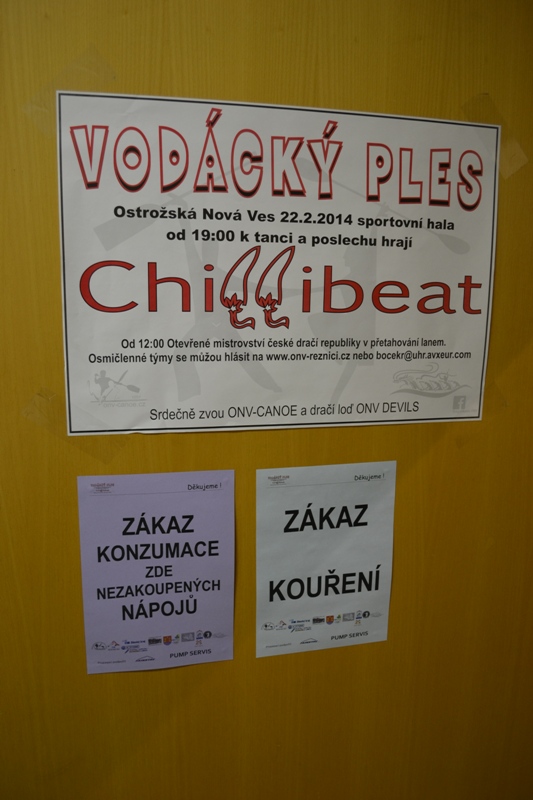 VODÁCKÝ PLES
Ostrožská Nová Ves 22.2.2014 sportovní hala
od 19:00 k tanci a poslechu hrají
Chillibeat
Od 12:00 Otevřené mistrovství české dračí republiky v přetahování lanem.
Osmičlenné týmy se můžou hlásit na www.onv-reznici.cz nebo bocekr@uhr.avxeur.com
Srdečně zvou ONV-CANOE a dračí loď ONV DEVILS
Děkujeme !
ZÁKAZ
KONZUMACE
ZDE
NEZAKOUPENÝCH
NÁPOJŮ
PUMP SERVIS
Děkujeme !
ZÁKAZ
KOUŘENÍ
PUMP SERVIS